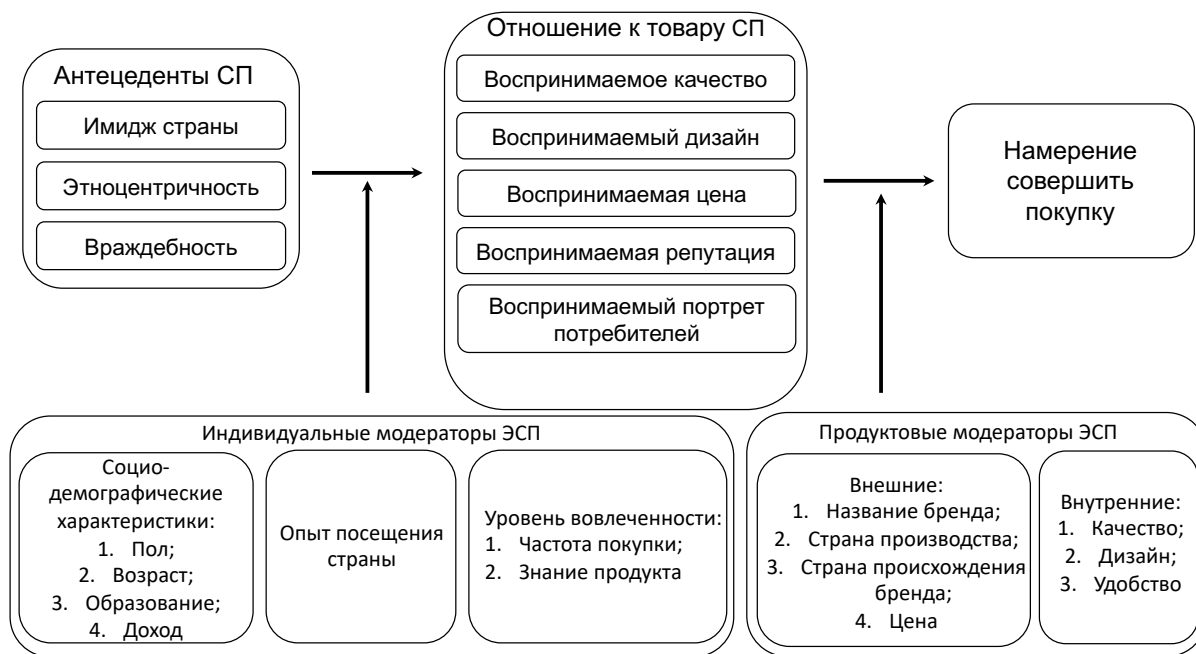 Антецеденты СП
Имидж страны
Этноцентричность
Враждебность
Отношение к товару СП
Воспринимаемое качество
Воспринимаемый дизайн
Воспринимаемая цена
Воспринимаемая репутация
Воспринимаемый портрет
потребителей
Намерение
совершить
покупку
Индивидуальные модераторы ЭСП
Социо-
демографические
характеристики:
1. Пол;
2. Возраст;
3. Образование;
4. Доход
Опыт посещения
страны
Уровень вовлеченности:
1. Частота покупки;
2. Знание продукта
Продуктовые модераторы ЭСП
Внешние:
1. Название бренда;
2. Страна производства;
3. Страна происхождения
бренда;
4. Цена
Внутренние:
1. Качество;
2. Дизайн;
3. Удобство